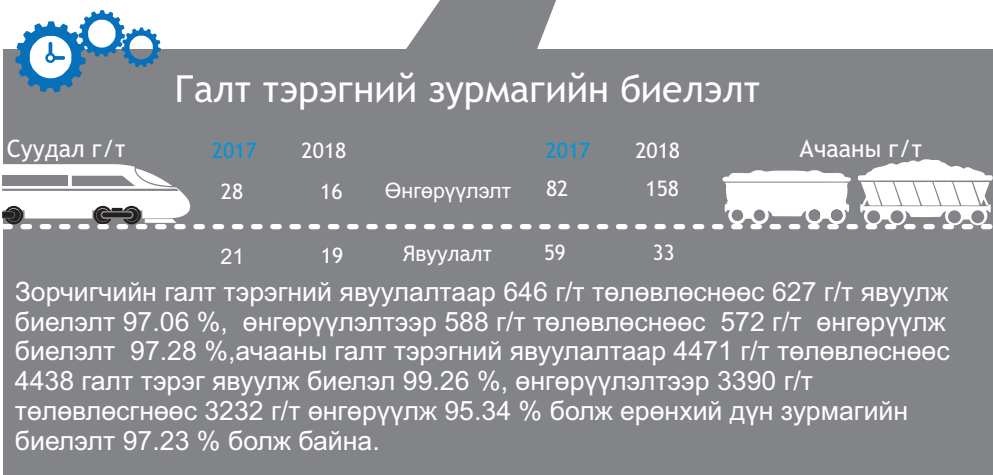 Галт тэрэгний зурмагийн биелэлт
Суудал г/т 2017 2018 2017 2018 Ачааны г/т
28 16 Өнгөрүүлэлт 82 158
21 19 Явуулалт 59 33
Зорчигчийн галт тэрэгний явуулалтаар 646 г/т төлөвлөснөөс 627 г/т явуулж
биелэлт 97.06 %, өнгөрүүлэлтээр 588 г/т төлөвлөснөөс 572 г/т өнгөрүүлж
биелэлт 97.28 %,ачааны галт тэрэгний явуулалтаар 4471 г/т төлөвлөснөөс
4438 галт тэрэг явуулж биелэл 99.26 %, өнгөрүүлэлтээр 3390 г/т
төлөвлөсгнөөс 3232 г/т өнгөрүүлж 95.34 % болж ерөнхий дүн зурмагийн
биелэлт 97.23 % болж байна.